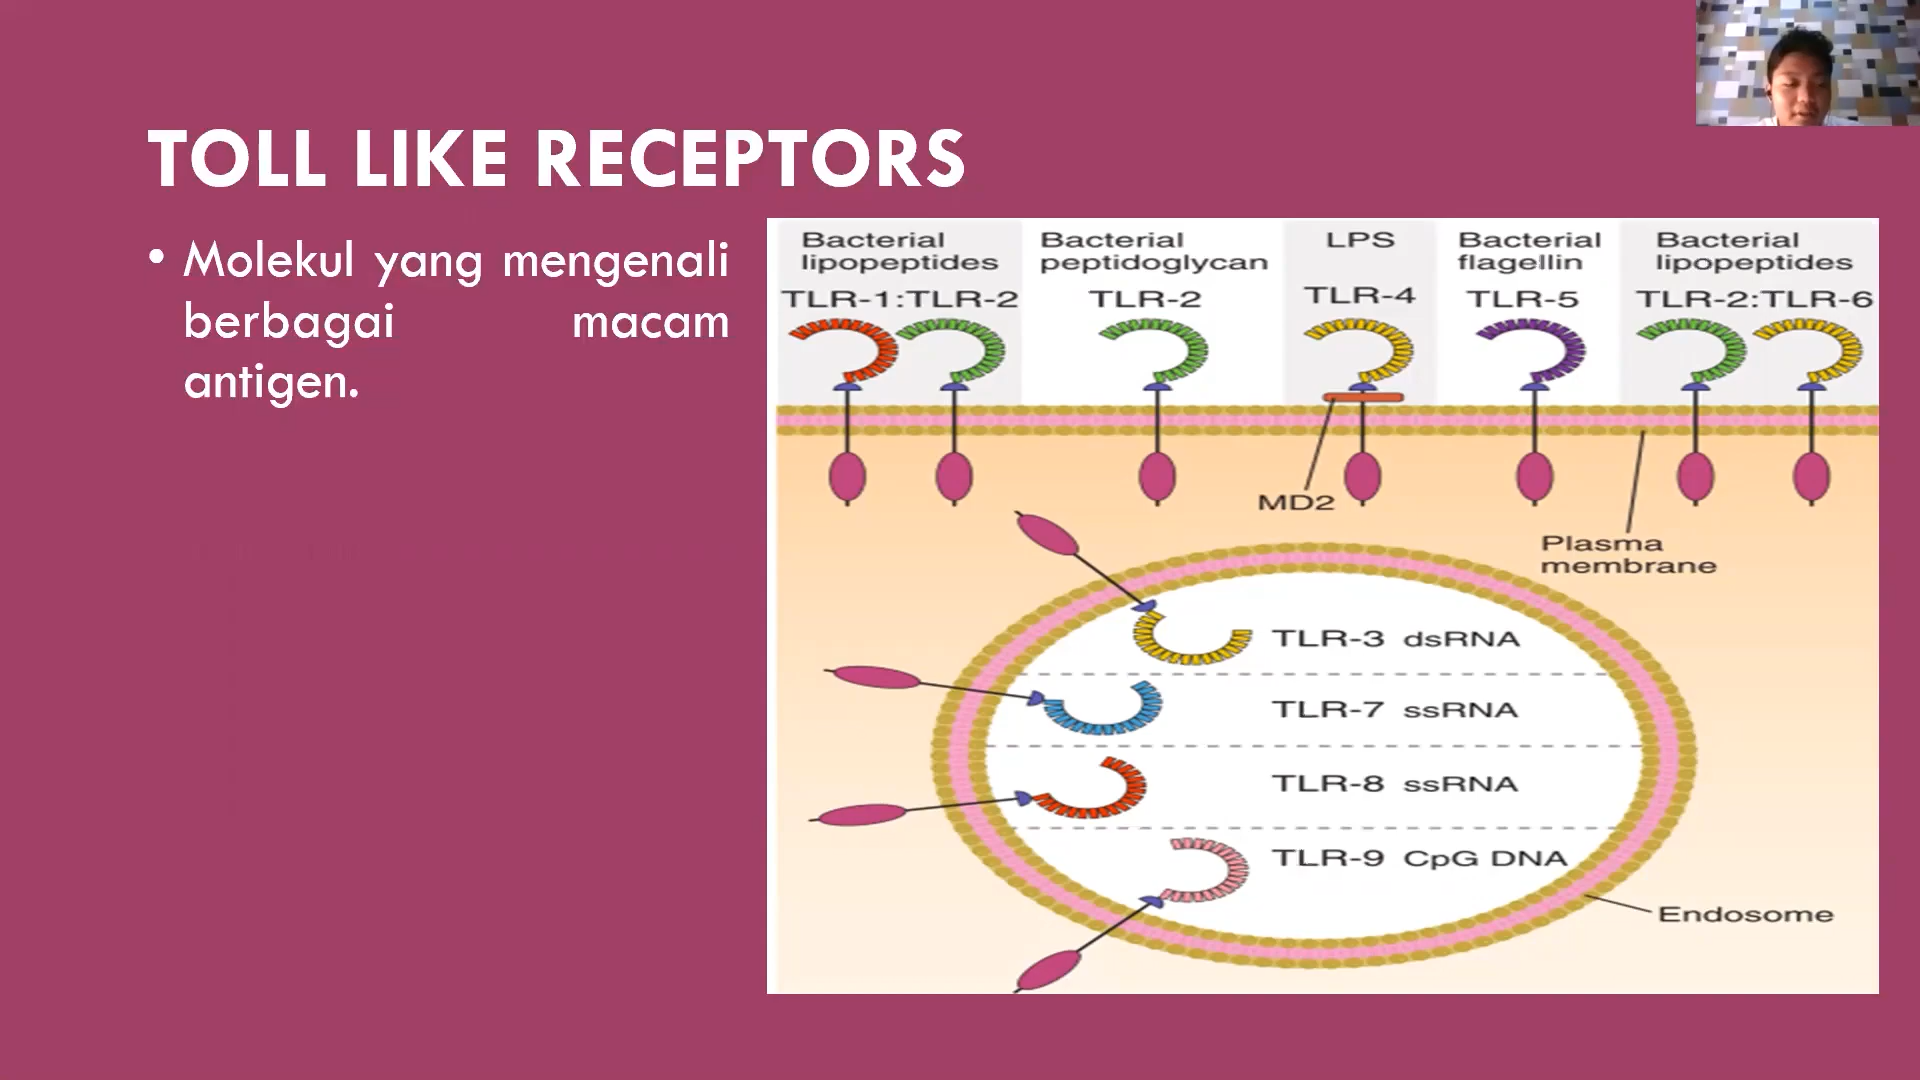 TOLL LIKE RECEPTORS
• Molekul yang mengenali
berbagai macam
antigen.
Bacterial
lipopeptides
TLR-1:TLR-2
Bacterial
peptidoglycan
TLR-2
LPS
TLR-4
Bacterial
flagellin
TLR-5
Bacterial
lipopeptides
TLR-2:TLR-6
MD2
Plasma
membrane
TLR-3 dsRNA
TLR-7 ssRNA
TLR-8 ssRNA
TLR-9 CpG DNA
Endosome